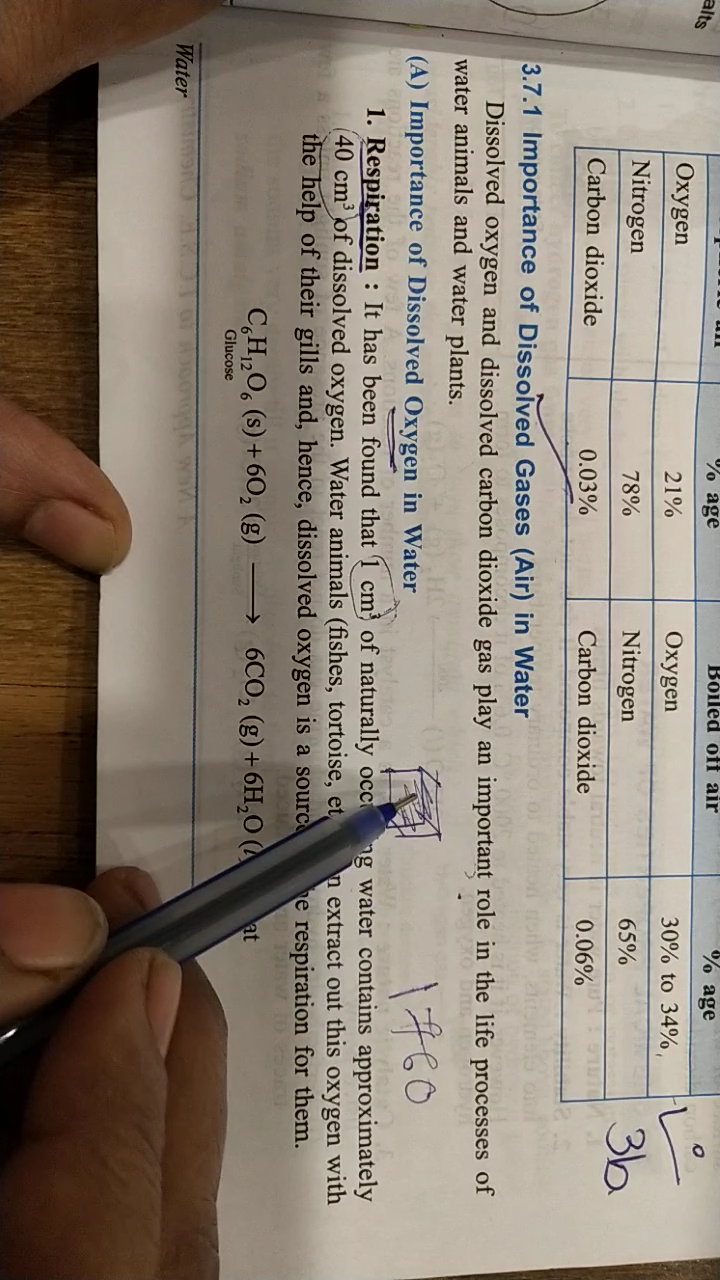 alts
% age
Boiled off air
% age
Oxygen 21% Oxygen 30% to 34%
Nitrogen 78% Nitrogen 65%
Carbon dioxide 0.03% Carbon dioxide 0.06%
3.7.1 Importance of Dissolved Gases (Air) in Water
Dissolved oxygen and dissolved carbon dioxide gas play an important role in the life processes of
water animals and water plants.
(A) Importance of Dissolved Oxygen in Water
1. Respiration : It has been found that 1 cm³ of naturally water contains approximately
40 cm³ of dissolved oxygen. Water animals (fishes, tortoise, extract out this oxygen with
the help of their gills and, hence, dissolved oxygen is a respiration for them.
C₆H₁₂O₆ (s) + 6O₂ (g) ⟶ 6CO₂ (g) + 6H₂O
Glucose
Water